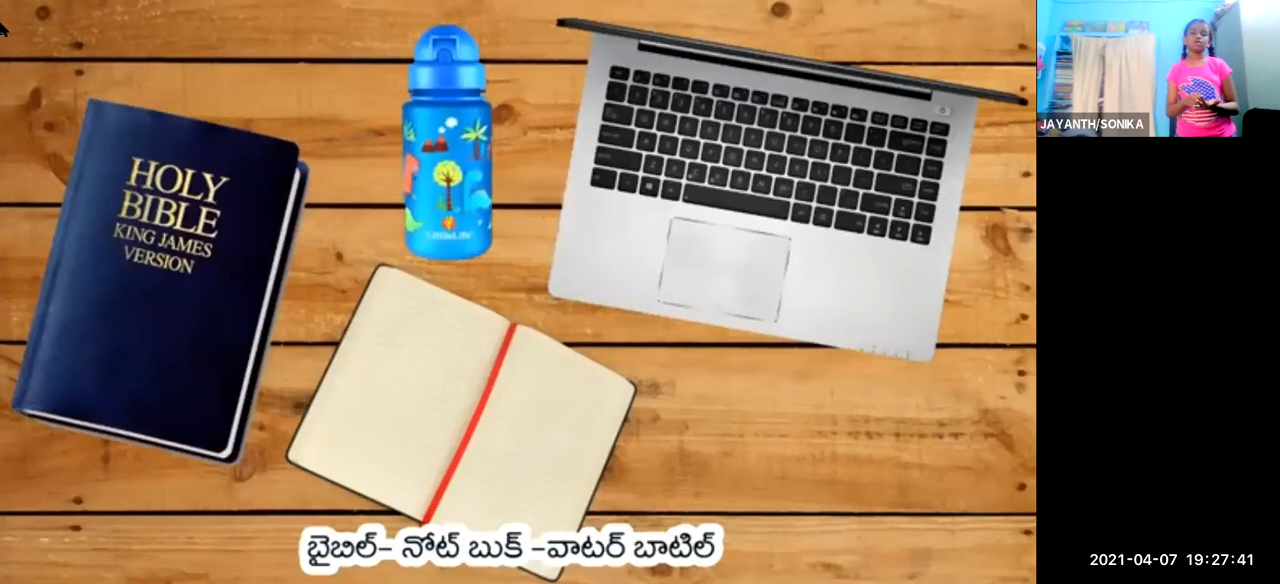 HOLY
BIBLE
KING JAMES
VERSION
JAYANTH/SONIKA
బైబిల్- నోట్ బుక్ -వాటర్ బాటిల్
2021-04-07 19:27:41